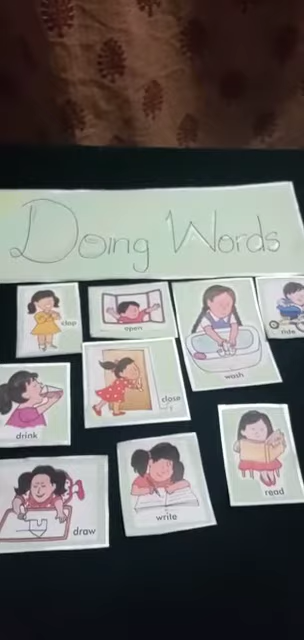 Doing Words
clap
open
wash
ride
drink
close
draw
write
read